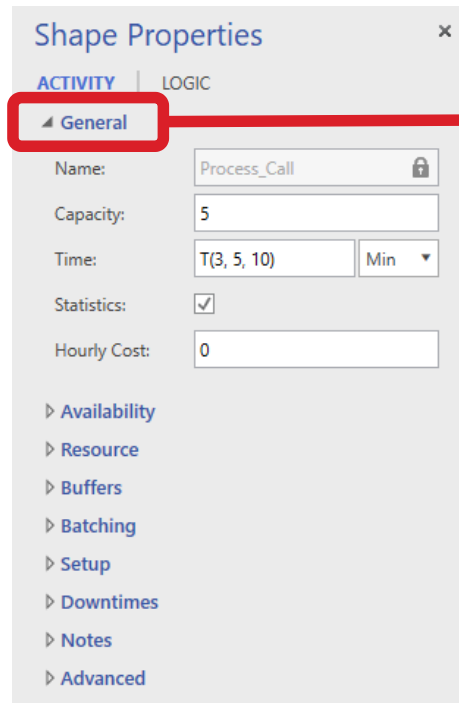 Shape Properties
ACTIVITY LOGIC
General
Name: Process_Call
Capacity: 5
Time: T(3, 5, 10) Min
Statistics:
Hourly Cost: 0
Availability
Resource
Buffers
Batching
Setup
Downtimes
Notes
Advanced